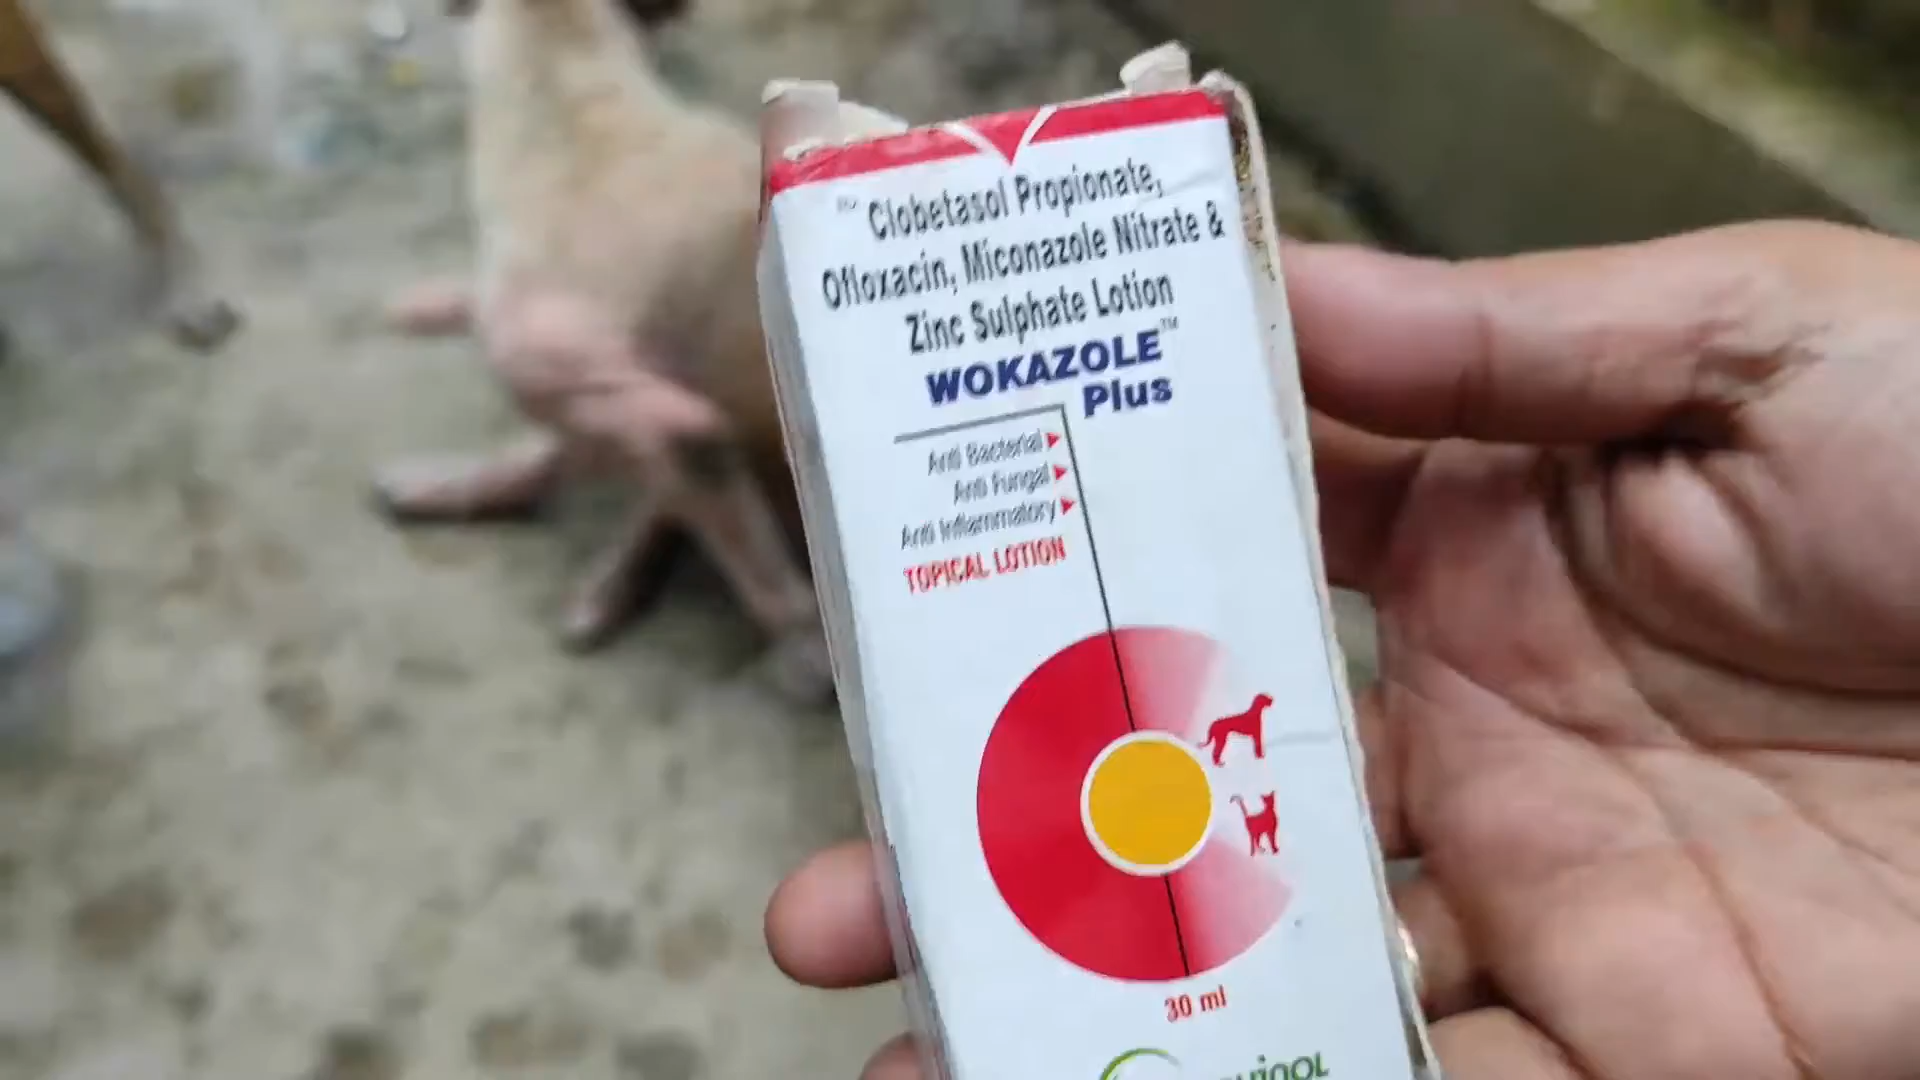 Clobetasol Propionate,
Ofloxacin, Miconazole Nitrate &
Zinc Sulphate Lotion
WOKAZOLE™
Plus
Anti Bacterial
Anti Fungal
Anti Inflammatory
TOPICAL LOTION
30 ml